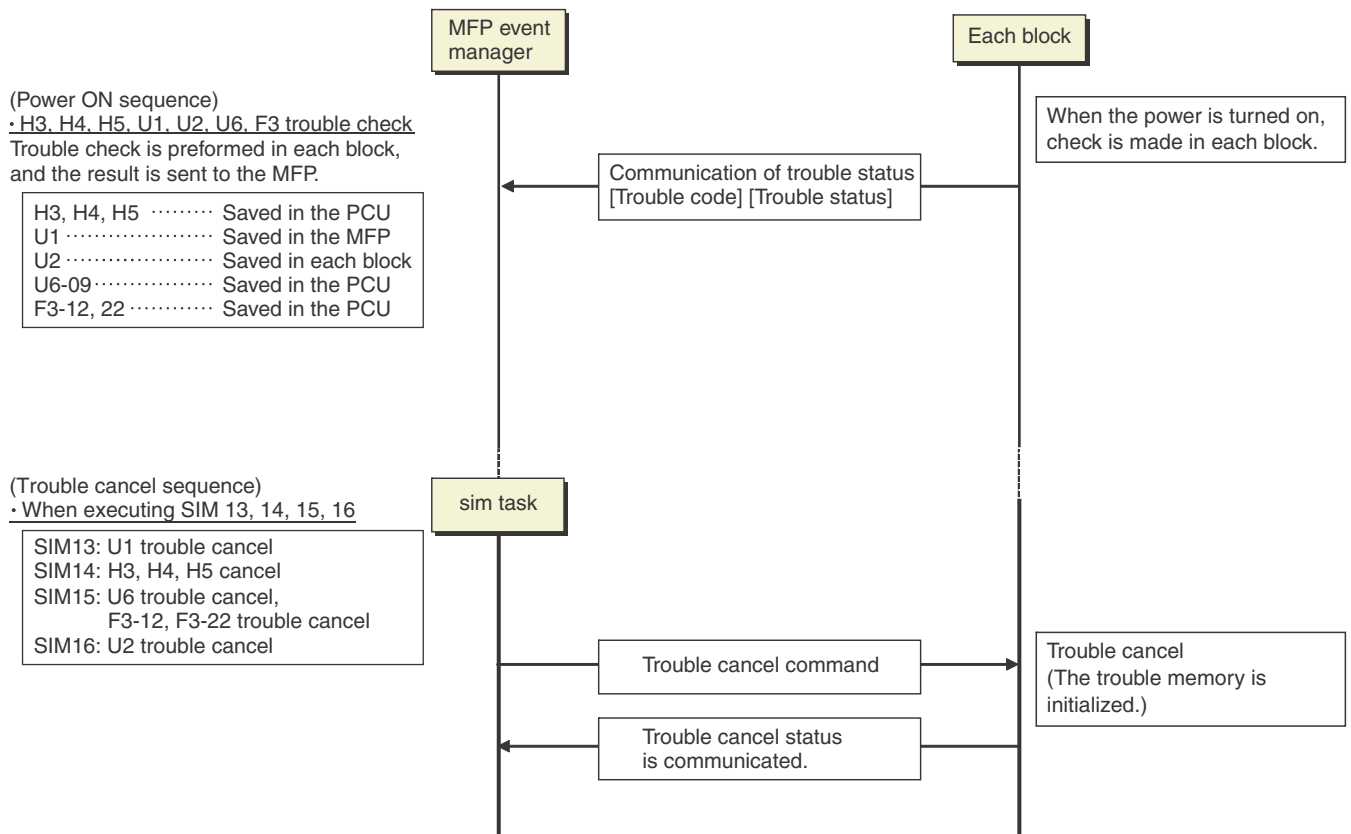 MFP event
manager
Each block
(Power ON sequence)
· H3, H4, H5, U1, U2, U6, F3 trouble check
Trouble check is preformed in each block,
and the result is sent to the MFP.
When the power is turned on,
check is made in each block.
Communication of trouble status
[Trouble code] [Trouble status]
H3, H4, H5 ········· Saved in the PCU
U1 ····················· Saved in the MFP
U2 ····················· Saved in each block
U6-09 ················· Saved in the PCU
F3-12, 22 ············ Saved in the PCU
(Trouble cancel sequence)
· When executing SIM 13, 14, 15, 16
sim task
SIM13: U1 trouble cancel
SIM14: H3, H4, H5 cancel
SIM15: U6 trouble cancel,
F3-12, F3-22 trouble cancel
SIM16: U2 trouble cancel
Trouble cancel command
Trouble cancel
(The trouble memory is
initialized.)
Trouble cancel status
is communicated.